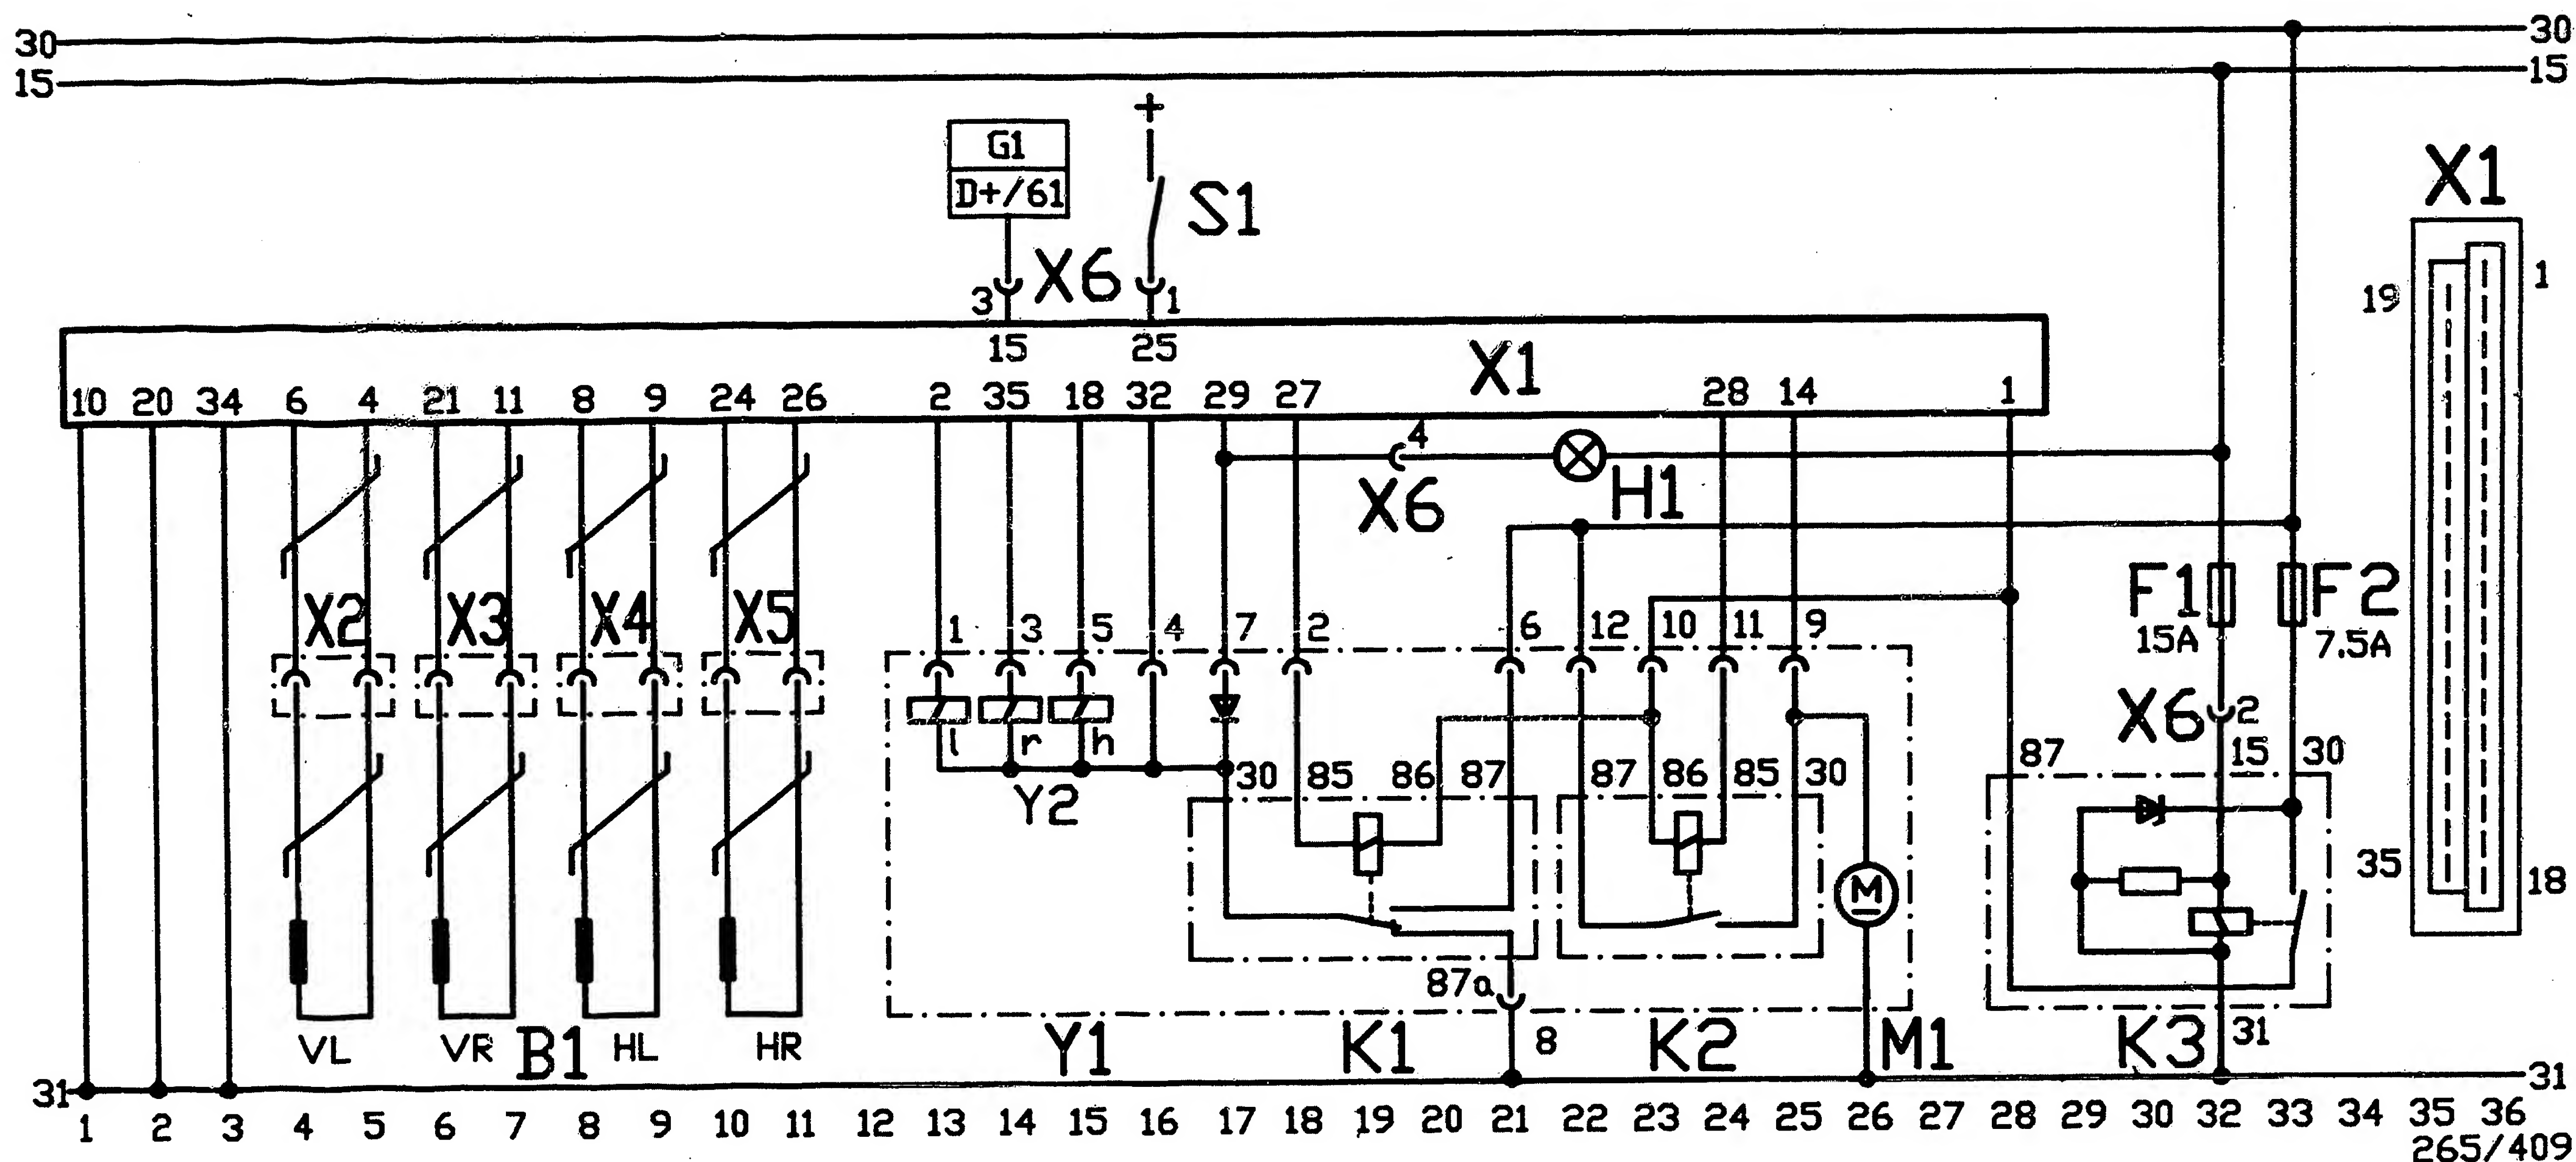 30 30
15 15
G1
D+/61
+
S1
X1
X6
3 1
19 1
15 25
X1
10 20 34 6 4 21 11 8 9 24 26 2 35 18 32 29 27 28 14 1
4
X6 H1
F1 F2
15A 7.5A
X2 X3 X4 X5
1 3 5 4 7 2 6 12 10 11 9
X6 2
l r h
87 15 30
30 85 86 87 87 86 85 30
Y2
35 18
M
87a
VL VR B1 HL HR Y1 K1 8 K2 M1 K3 31
31 31
1 2 3 4 5 6 7 8 9 10 11 12 13 14 15 16 17 18 19 20 21 22 23 24 25 26 27 28 29 30 31 32 33 34 35 36
265/409